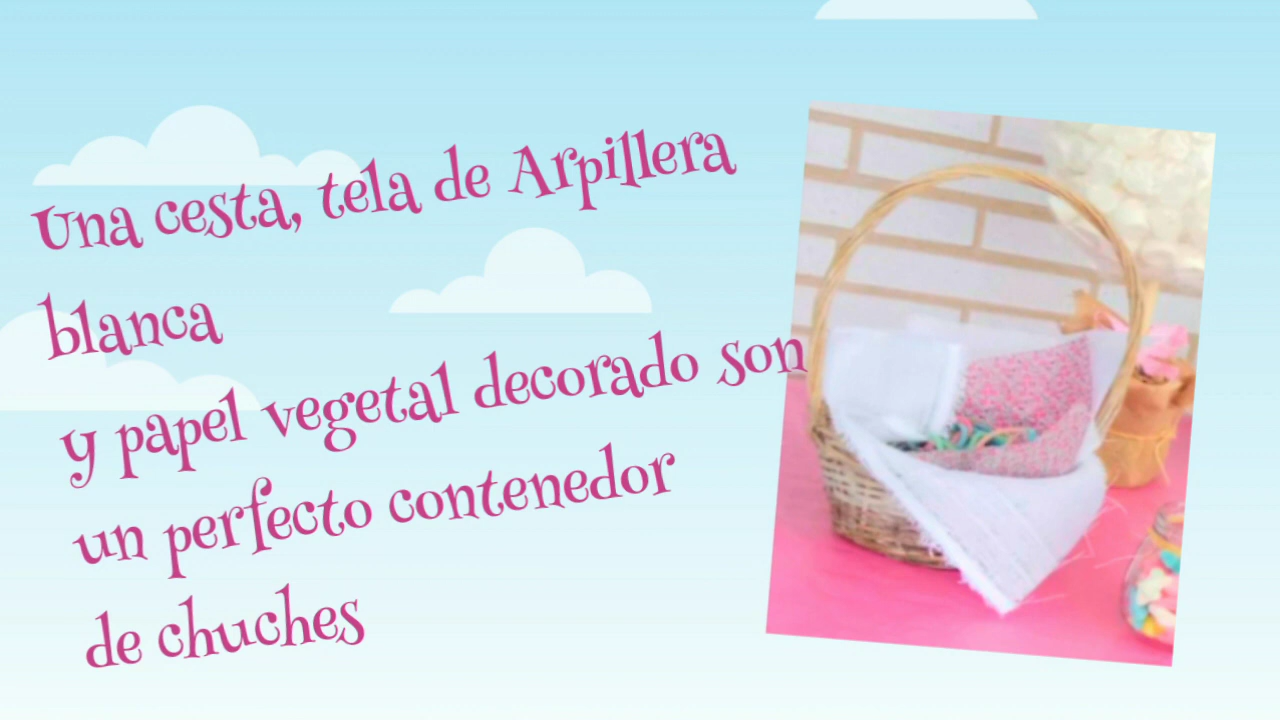 Una cesta, tela de Arpillera
blanca
y papel vegetal decorado son
un perfecto contenedor
de chuches